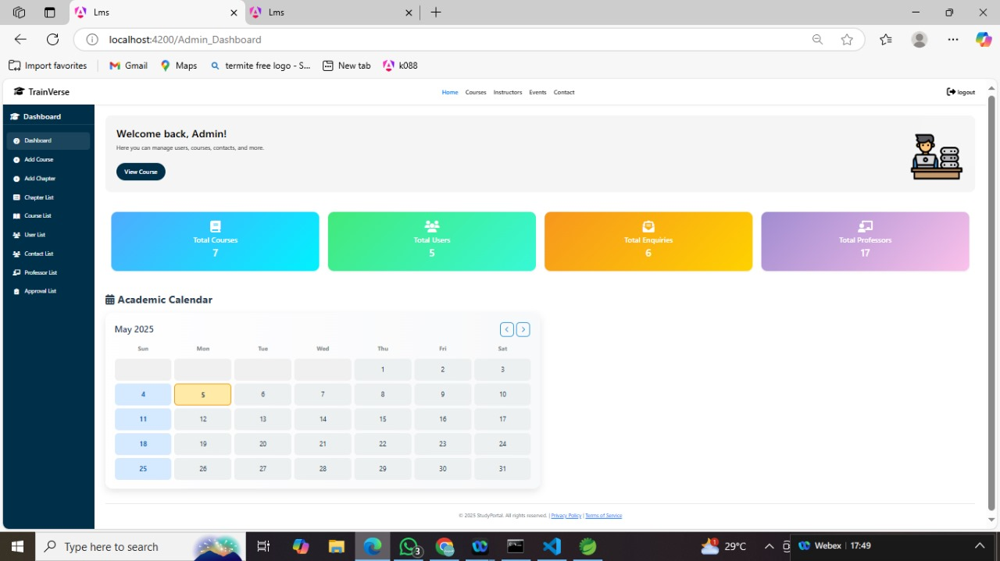 Lms
Lms
localhost:4200/Admin_Dashboard
Import favorites
Gmail
Maps
termite free logo - S...
New tab
k088
TrainVerse
Home
Courses
Instructors
Events
Contact
logout
Dashboard
Dashboard
Add Course
Add Chapter
Chapter List
Course List
User List
Contact List
Professor List
Approval List
Welcome back, Admin!
Here you can manage users, courses, contacts, and more.
View Course
Total Courses
7
Total Users
5
Total Enquiries
6
Total Professors
17
Academic Calendar
May 2025
Sun Mon Tue Wed Thu Fri Sat
1 2 3
4 5 6 7 8 9 10
11 12 13 14 15 16 17
18 19 20 21 22 23 24
25 26 27 28 29 30 31
© 2025 StudyPortal. All rights reserved. | Privacy Policy | Terms of Service
Type here to search
3
1
29°C
Webex
17:49